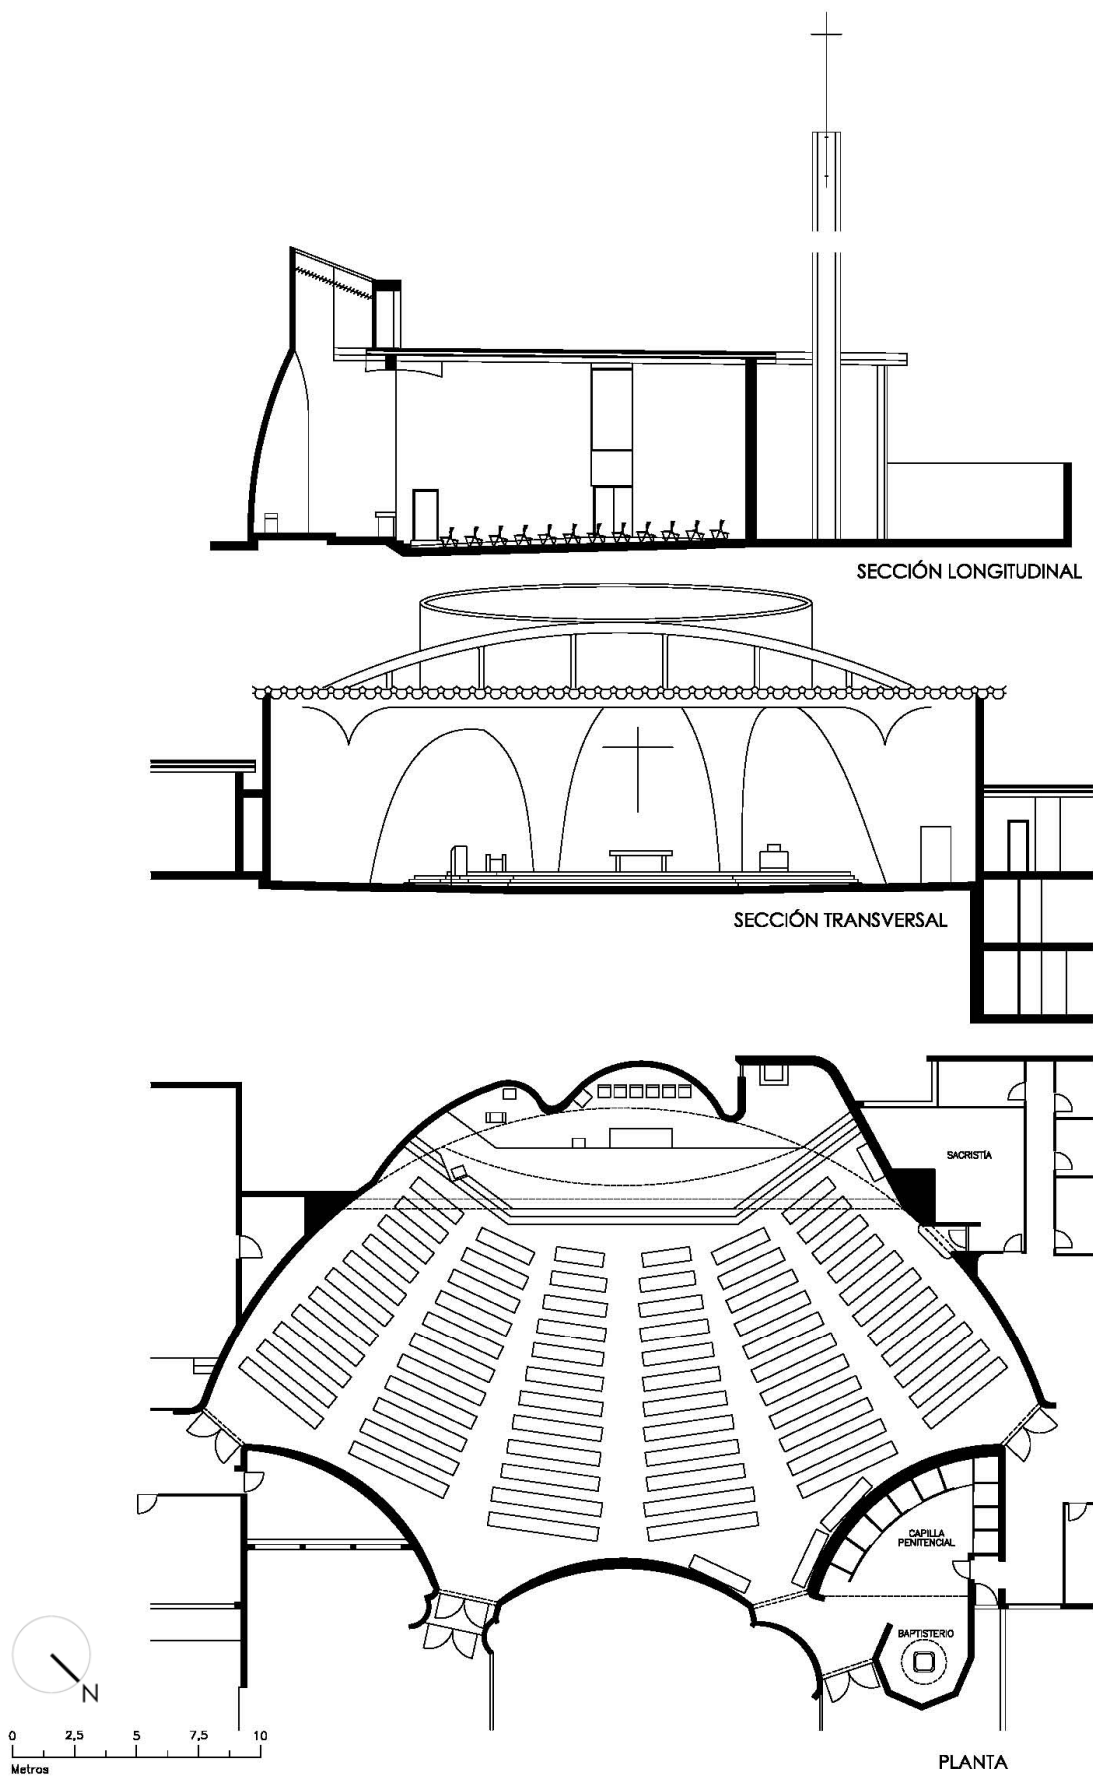 SECCIÓN LONGITUDINAL
SECCIÓN TRANSVERSAL
SACRISTÍA
CAPILLA
PENITENCIAL
BAPTISTERIO
N
0 2,5 5 7,5 10
Metros
PLANTA